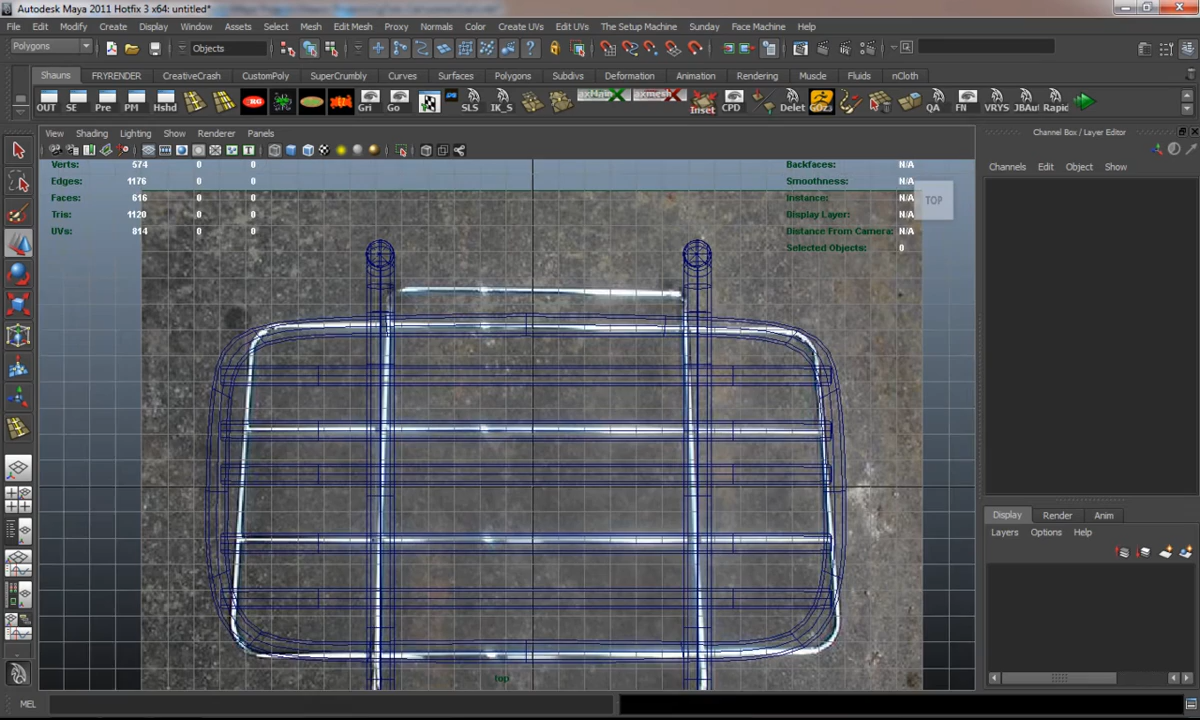 Autodesk Maya 2011 Hotfix 3 x64: untitled*
File Edit Modify Create Display Window Assets Select Mesh Edit Mesh Proxy Normals Color Create UVs Edit UVs The Setup Machine Sunday Face Machine Help
Polygons Objects
Shauns FRYRENDER CreativeCrash CustomPoly SuperCrumbly Curves Surfaces Polygons Subdivs Deformation Animation Rendering Muscle Fluids nCloth
OUT SE Pre PM Hshd Gri Go SLS IK_S axMain axmesh Inset CPD Delet GOz QA FN VRYS JBAut Rapic
View Shading Lighting Show Renderer Panels
Channel Box / Layer Editor
Channels Edit Object Show
Verts: 574 0 0
Edges: 1176 0 0
Faces: 616 0 0
Tris: 1120 0 0
UVs: 814 0 0
Backfaces: N/A
Smoothness: N/A
Instance: N/A
Display Layer: N/A
Distance From Camera: N/A
Selected Objects: 0
TOP
top
Display Render Anim
Layers Options Help
MEL